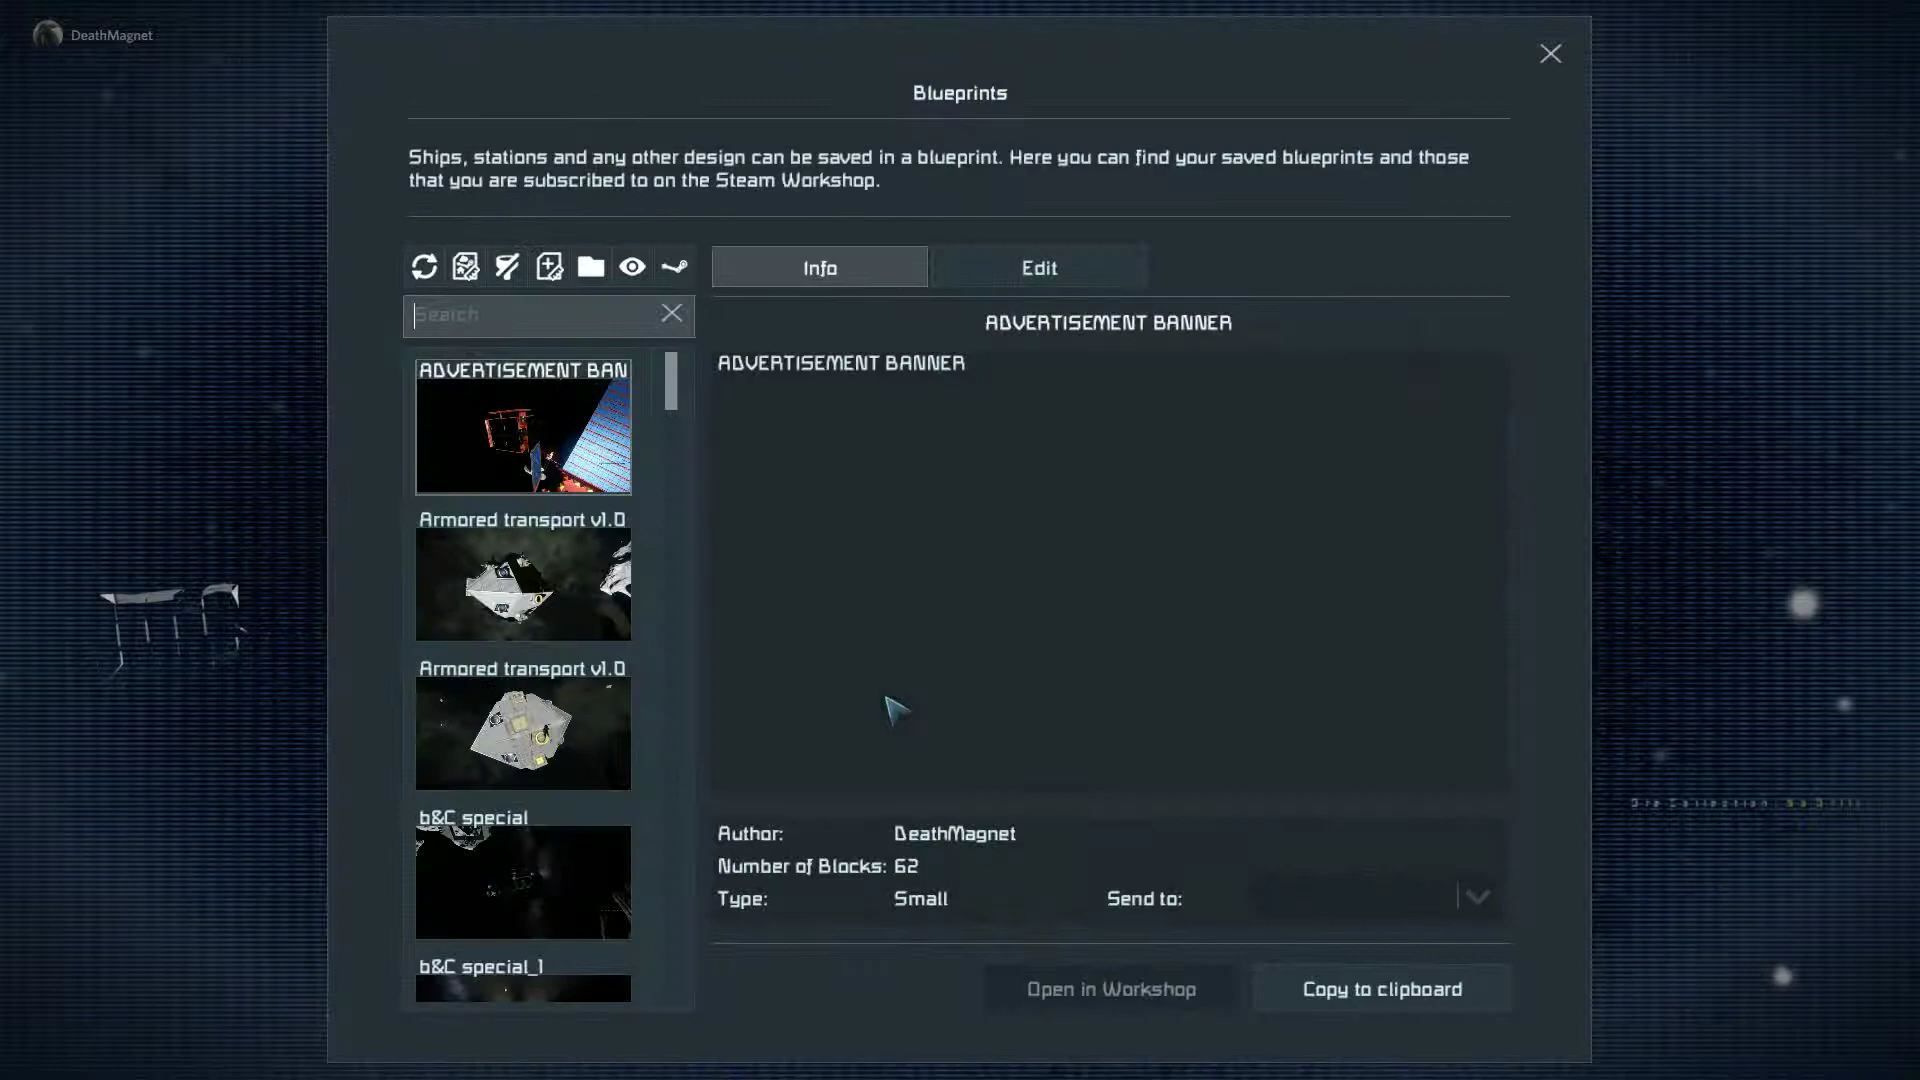 DeathMagnet
Blueprints
Ships, stations and any other design can be saved in a blueprint. Here you can find your saved blueprints and those
that you are subscribed to on the Steam Workshop.
Info
Edit
Search
ADVERTISEMENT BANNER
ADVERTISEMENT BAN
ADVERTISEMENT BANNER
Armored transport v1.0
Armored transport v1.0
b&C special
b&C special_1
Author: DeathMagnet
Number of Blocks: 62
Type: Small
Send to:
Open in Workshop
Copy to clipboard